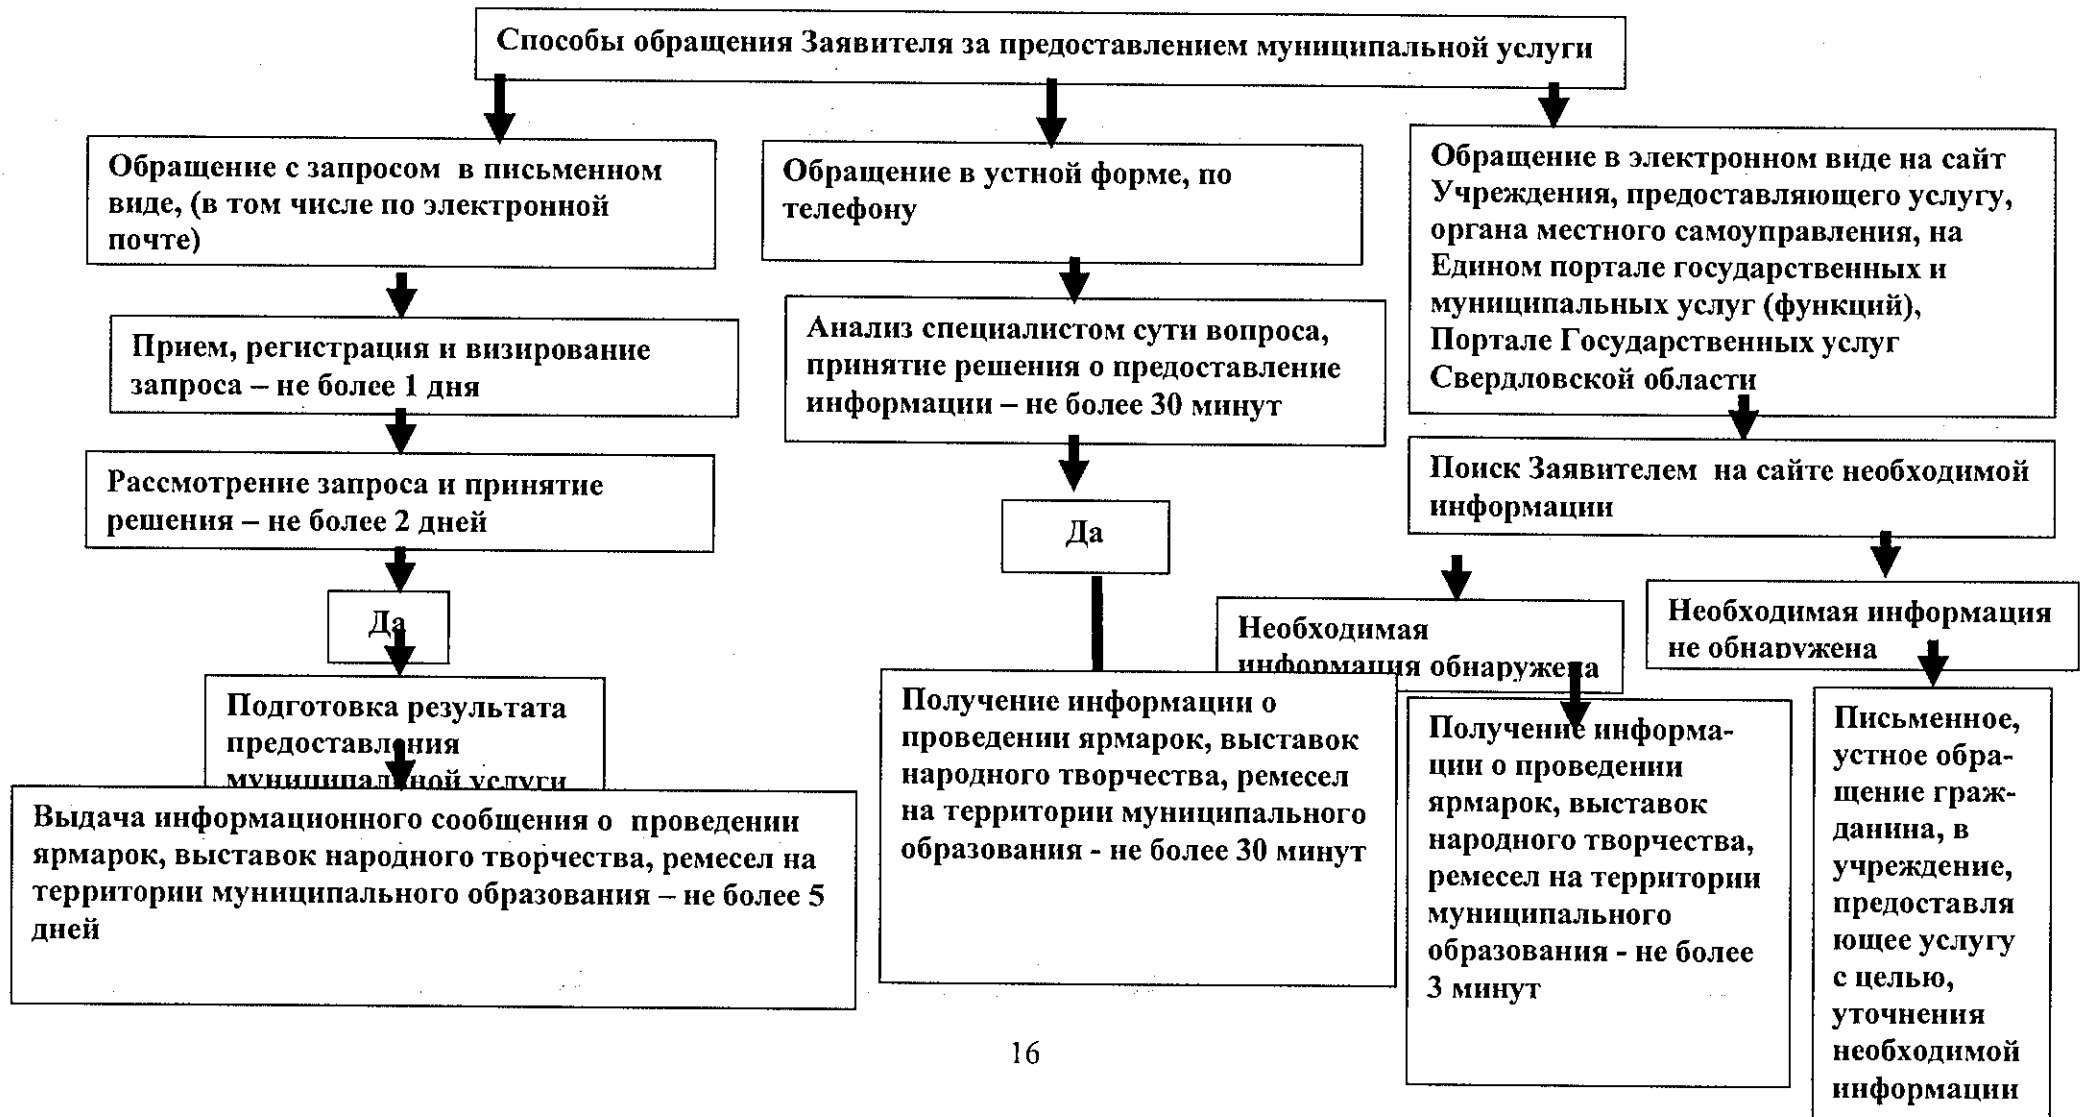 Способы обращения Заявителя за предоставлением муниципальной услуги
Обращение с запросом в письменном
виде, (в том числе по электронной
почте)
Прием, регистрация и визирование
запроса – не более 1 дня
Рассмотрение запроса и принятие
решения – не более 2 дней
Да
Подготовка результата
предоставления
муниципальной услуги
Выдача информационного сообщения о проведении
ярмарок, выставок народного творчества, ремесел на
территории муниципального образования – не более 5
дней
Обращение в устной форме, по
телефону
Анализ специалистом сути вопроса,
принятие решения о предоставление
информации – не более 30 минут
Да
Получение информации о
проведении ярмарок, выставок
народного творчества, ремесел
на территории муниципального
образования - не более 30 минут
Обращение в электронном виде на сайт
Учреждения, предоставляющего услугу,
органа местного самоуправления, на
Едином портале государственных и
муниципальных услуг (функций),
Портале Государственных услуг
Свердловской области
Поиск Заявителем на сайте необходимой
информации
Необходимая
информация обнаружена
Получение информа-
ции о проведении
ярмарок, выставок
народного творчества,
ремесел на территории
муниципального
образования - не более
3 минут
Необходимая информация
не обнаружена
Письменное,
устное обра-
щение граж-
данина, в
учреждение,
предоставля
ющее услугу
с целью,
уточнения
необходимой
информации
16